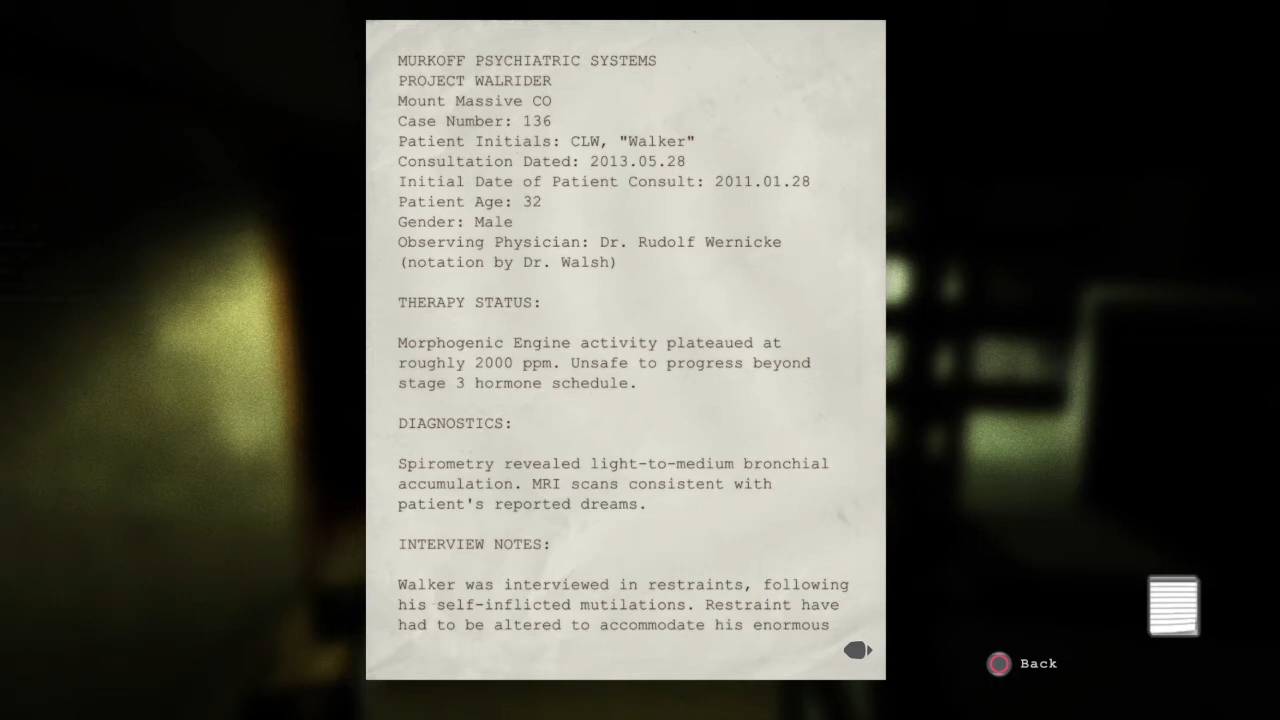 MURKOFF PSYCHIATRIC SYSTEMS
PROJECT WALRIDER
Mount Massive CO
Case Number: 136
Patient Initials: CLW, "Walker"
Consultation Dated: 2013.05.28
Initial Date of Patient Consult: 2011.01.28
Patient Age: 32
Gender: Male
Observing Physician: Dr. Rudolf Wernicke
(notation by Dr. Walsh)
THERAPY STATUS:
Morphogenic Engine activity plateaued at
roughly 2000 ppm. Unsafe to progress beyond
stage 3 hormone schedule.
DIAGNOSTICS:
Spirometry revealed light-to-medium bronchial
accumulation. MRI scans consistent with
patient's reported dreams.
INTERVIEW NOTES:
Walker was interviewed in restraints, following
his self-inflicted mutilations. Restraint have
had to be altered to accommodate his enormous
Back